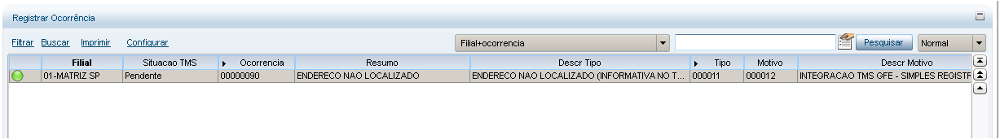 Registrar Ocorrência
Filtrar Buscar Imprimir Configurar Filial+ocorrencia Pesquisar Normal
Filial Situacao TMS Ocorrencia Resumo Descr Tipo Tipo Motivo Descr Motivo
01-MATRIZ SP Pendente 00000090 ENDERECO NAO LOCALIZADO ENDERECO NAO LOCALIZADO (INFORMATIVA NO T... 000011 000012 INTEGRACAO TMS GFE - SIMPLES REGISTR